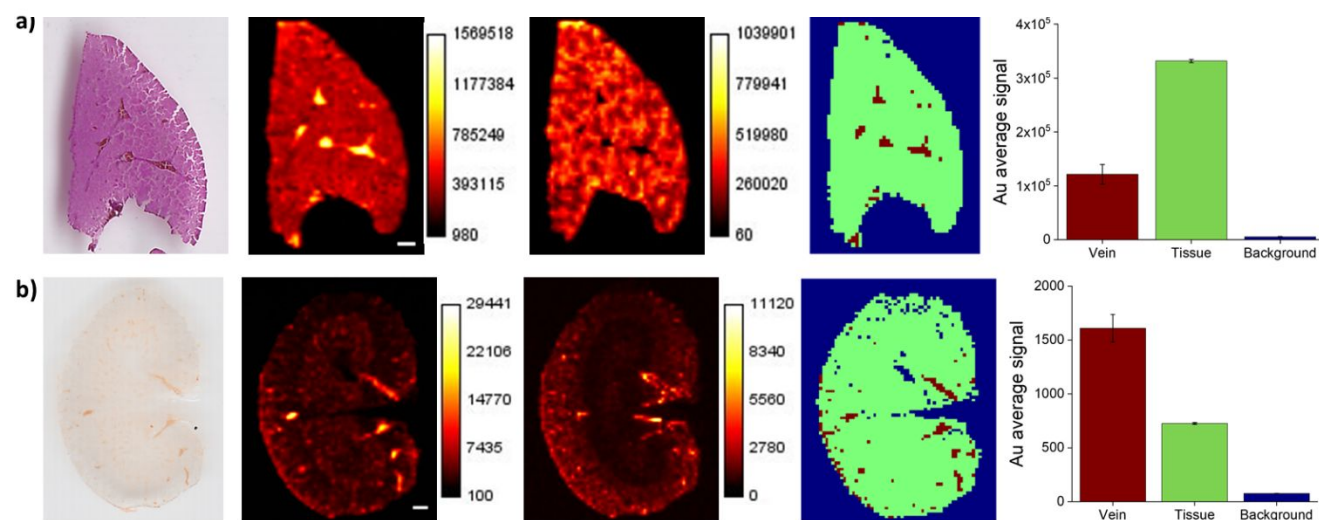 a)
1569518
1177384
785249
393115
980
1039901
779941
519980
260020
60
Au average signal
4x10⁵
3x10⁵
2x10⁵
1x10⁵
0
Vein Tissue Background
b)
29441
22106
14770
7435
100
11120
8340
5560
2780
0
Au average signal
2000
1500
1000
500
0
Vein Tissue Background